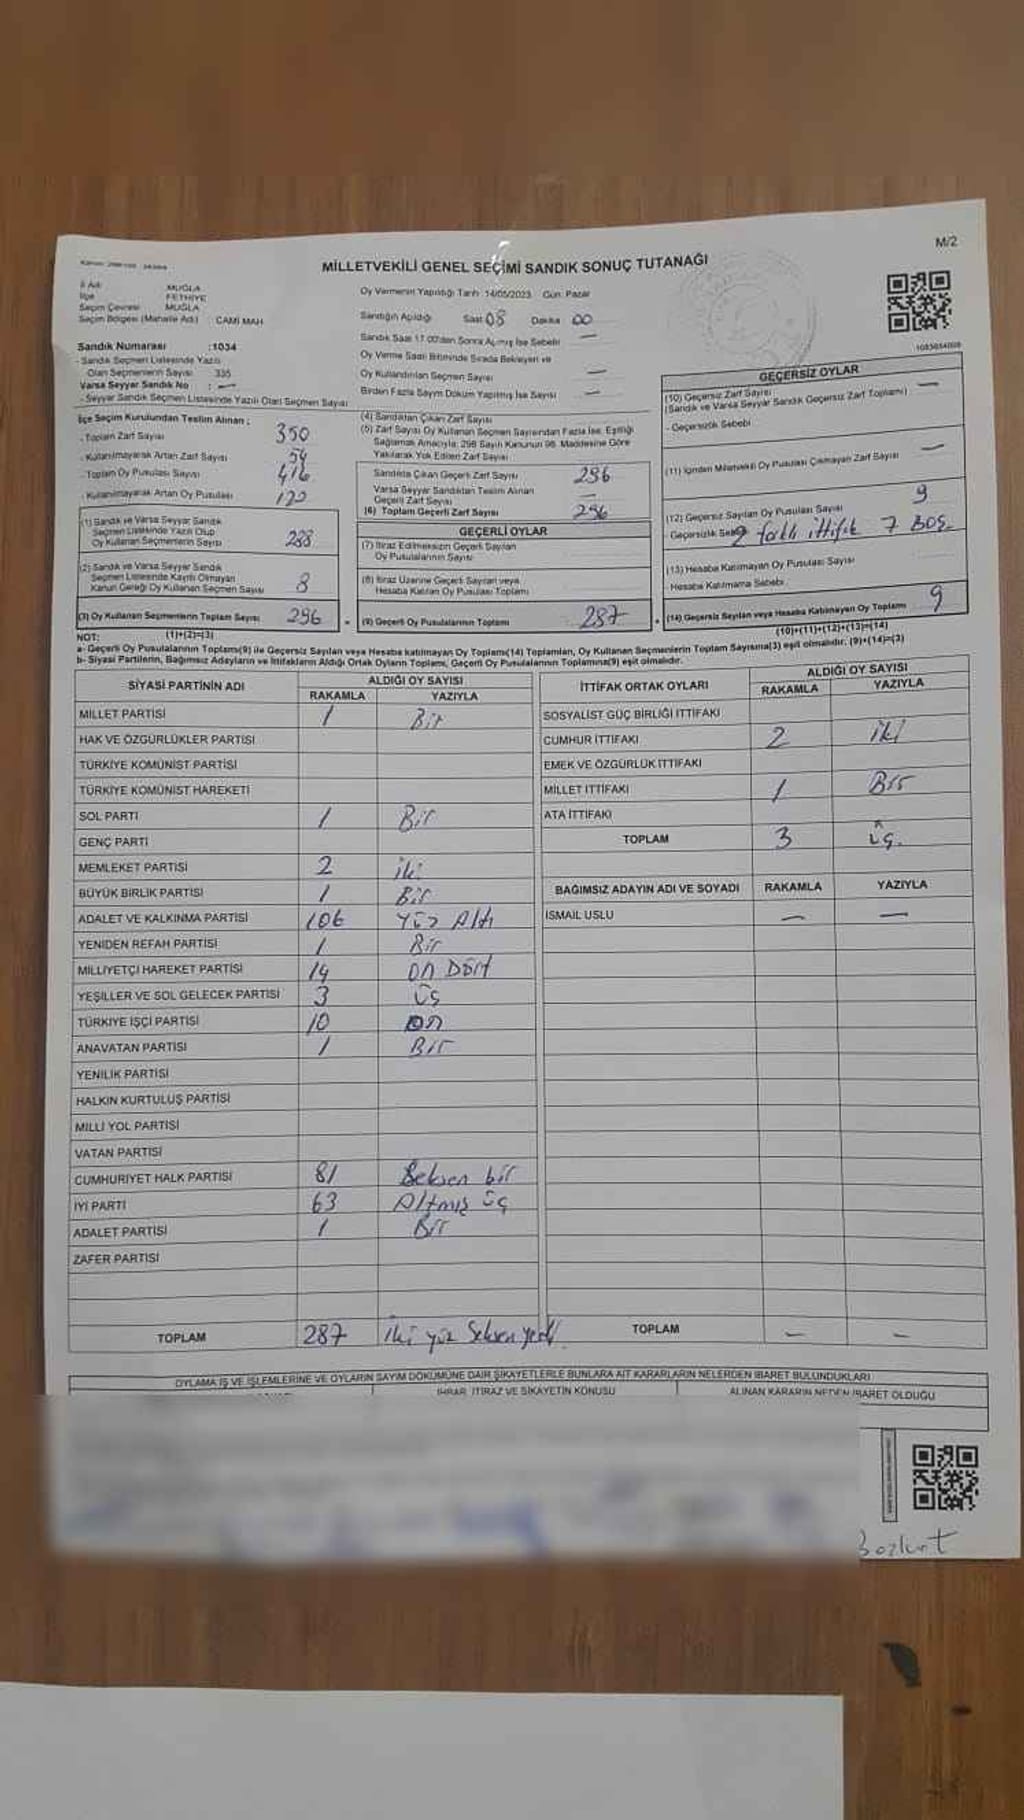 M/2
MİLLETVEKİLİ GENEL SEÇİMİ SANDIK SONUÇ TUTANAĞI
İl Adı MUĞLA
İlçe FETHİYE
Seçim Çevresi MUĞLA
Seçim Bölgesi (Mahalle Adı) CAMİ MAH.
Sandık Numarası :1034
- Sandık Seçmen Listesinde Yazılı
Olan Seçmenlerin Sayısı 335
Varsa Seyyar Sandık No : —
- Seyyar Sandık Seçmen Listesinde Yazılı Olan Seçmen Sayısı
Oy Vermenin Yapıldığı Tarih: 14/05/2023 Gün: Pazar
Sandığın Açıldığı Saat 08 Dakika 00
Sandık Saat 17.00'den Sonra Açılmış İse Sebebi —
Oy Verme Saati Bitiminde Sırada Bekleyen ve
Oy Kullandırılan Seçmen Sayısı —
Birden Fazla Sayım Döküm Yapılmış İse Sayısı —
İlçe Seçim Kurulundan Teslim Alınan ;
- Toplam Zarf Sayısı 350
- Kullanılmayarak Artan Zarf Sayısı 54
- Toplam Oy Pusulası Sayısı 416
- Kullanılmayarak Artan Oy Pusulası 120
(1) Sandık ve Varsa Seyyar Sandık
Seçmen Listesinde Yazılı Olup
Oy Kullanan Seçmenlerin Sayısı 288
(2) Sandık ve Varsa Seyyar Sandık
Seçmen Listesinde Kayıtlı Olmayan
Kanun Gereği Oy Kullanan Seçmen Sayısı 8
(3) Oy Kullanan Seçmenlerin Toplam Sayısı 296
(1)+(2)=(3)
(4) Sandıktan Çıkan Zarf Sayısı
(5) Zarf Sayısı Oy Kullanan Seçmen Sayısından Fazla İse, Eşitliği
Sağlamak Amacıyla; 298 Sayılı Kanunun 98. Maddesine Göre
Yakılarak Yok Edilen Zarf Sayısı
Sandıkta Çıkan Geçerli Zarf Sayısı 296
Varsa Seyyar Sandıktan Teslim Alınan
Geçerli Zarf Sayısı —
(6) Toplam Geçerli Zarf Sayısı 296
GEÇERLİ OYLAR
(7) İtiraz Edilmeksizin Geçerli Sayılan
Oy Pusulalarının Sayısı
(8) İtiraz Üzerine Geçerli Sayılan veya
Hesaba Katılan Oy Pusulası Toplamı
(9) Geçerli Oy Pusulalarının Toplamı 287
GEÇERSİZ OYLAR
(10) Geçersiz Zarf Sayısı —
(Sandık ve Varsa Seyyar Sandık Geçersiz Zarf Toplamı)
- Geçersizlik Sebebi
(11) İçinden Milletvekili Oy Pusulası Çıkmayan Zarf Sayısı —
(12) Geçersiz Sayılan Oy Pusulası Sayısı 9
Geçersizlik Sebebi 2 farklı ittifak 7 Boş.
(13) Hesaba Katılmayan Oy Pusulası Sayısı
- Hesaba Katılmama Sebebi
(14) Geçersiz Sayılan veya Hesaba Katılmayan Oy Toplamı 9
(10)+(11)+(12)+(13)=(14)
NOT:
a- Geçerli Oy Pusulalarının Toplamı(9) ile Geçersiz Sayılan veya Hesaba katılmayan Oy Toplamı(14) Toplamları, Oy Kullanan Seçmenlerin Toplam Sayısına(3) eşit olmalıdır. (9)+(14)=(3)
b- Siyasi Partilerin, Bağımsız Adayların ve İttifakların Aldığı Ortak Oyların Toplamı, Geçerli Oy Pusulalarının Toplamına(9) eşit olmalıdır.
SİYASİ PARTİNİN ADI ALDIĞI OY SAYISI
RAKAMLA YAZIYLA
MİLLET PARTİSİ 1 Bir
HAK VE ÖZGÜRLÜKLER PARTİSİ
TÜRKİYE KOMÜNİST PARTİSİ
TÜRKİYE KOMÜNİST HAREKETİ
SOL PARTİ 1 Bir
GENÇ PARTİ
MEMLEKET PARTİSİ 2 iki
BÜYÜK BİRLİK PARTİSİ 1 Bir
ADALET VE KALKINMA PARTİSİ 106 Yüz Altı
YENİDEN REFAH PARTİSİ 1 Bir
MİLLİYETÇİ HAREKET PARTİSİ 14 on Dört
YEŞİLLER VE SOL GELECEK PARTİSİ 3 üç
TÜRKİYE İŞÇİ PARTİSİ 10 on
ANAVATAN PARTİSİ 1 Bir
YENİLİK PARTİSİ
HALKIN KURTULUŞ PARTİSİ
MİLLİ YOL PARTİSİ
VATAN PARTİSİ
CUMHURİYET HALK PARTİSİ 81 Seksen bir
İYİ PARTİ 63 Altmış üç
ADALET PARTİSİ 1 Bir
ZAFER PARTİSİ
TOPLAM 287 iki yüz Seksen yedi
İTTİFAK ORTAK OYLARI ALDIĞI OY SAYISI
RAKAMLA YAZIYLA
SOSYALİST GÜÇ BİRLİĞİ İTTİFAKI
CUMHUR İTTİFAKI 2 iki
EMEK VE ÖZGÜRLÜK İTTİFAKI
MİLLET İTTİFAKI 1 Bir
ATA İTTİFAKI
TOPLAM 3 üç.
BAĞIMSIZ ADAYIN ADI VE SOYADI RAKAMLA YAZIYLA
İSMAİL USLU — —
TOPLAM — —
OYLAMA İŞ VE İŞLEMLERİNE VE OYLARIN SAYIM DÖKÜMÜNE DAİR ŞİKAYETLERLE BUNLARA AİT KARARLARIN NELERDEN İBARET BULUNDUKLARI
İHBAR, İTİRAZ VE ŞİKAYETİN KONUSU ALINAN KARARIN NEDEN İBARET OLDUĞU
Bozkurt